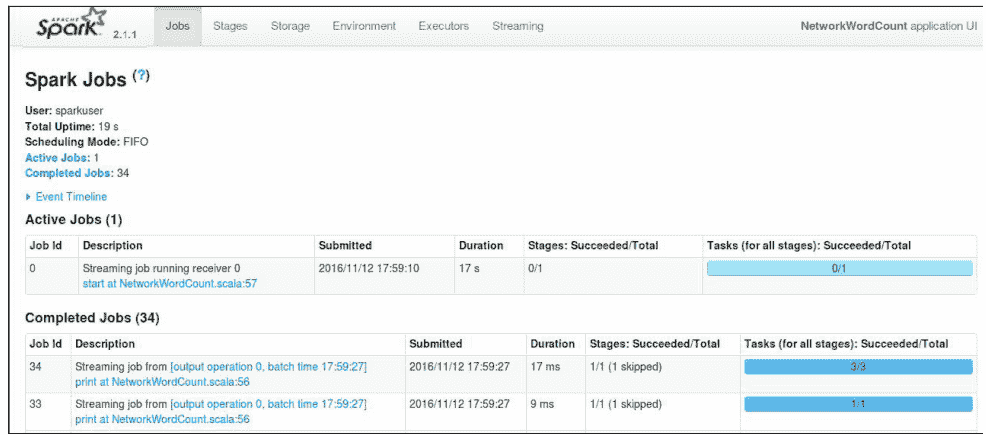 APACHE
Spark 2.1.1 Jobs Stages Storage Environment Executors Streaming NetworkWordCount application UI
Spark Jobs (?)
User: sparkuser
Total Uptime: 19 s
Scheduling Mode: FIFO
Active Jobs: 1
Completed Jobs: 34
Event Timeline
Active Jobs (1)
Job Id Description Submitted Duration Stages: Succeeded/Total Tasks (for all stages): Succeeded/Total
0 Streaming job running receiver 0 2016/11/12 17:59:10 17 s 0/1 0/1
start at NetworkWordCount.scala:57
Completed Jobs (34)
Job Id Description Submitted Duration Stages: Succeeded/Total Tasks (for all stages): Succeeded/Total
34 Streaming job from [output operation 0, batch time 17:59:27] 2016/11/12 17:59:27 17 ms 1/1 (1 skipped) 3/3
print at NetworkWordCount.scala:56
33 Streaming job from [output operation 0, batch time 17:59:27] 2016/11/12 17:59:27 9 ms 1/1 (1 skipped) 1/1
print at NetworkWordCount.scala:56